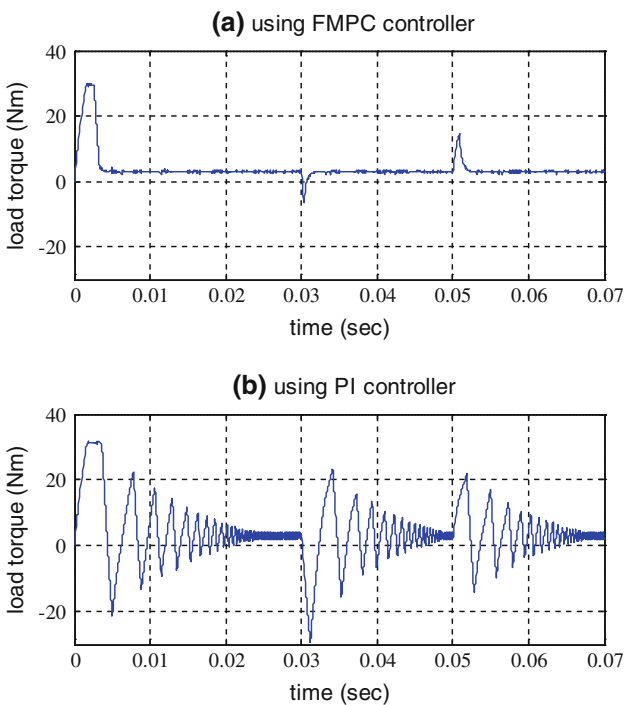 (a) using FMPC controller
load torque (Nm)
40
20
0
-20
0 0.01 0.02 0.03 0.04 0.05 0.06 0.07
time (sec)
(b) using PI controller
load torque (Nm)
40
20
0
-20
0 0.01 0.02 0.03 0.04 0.05 0.06 0.07
time (sec)